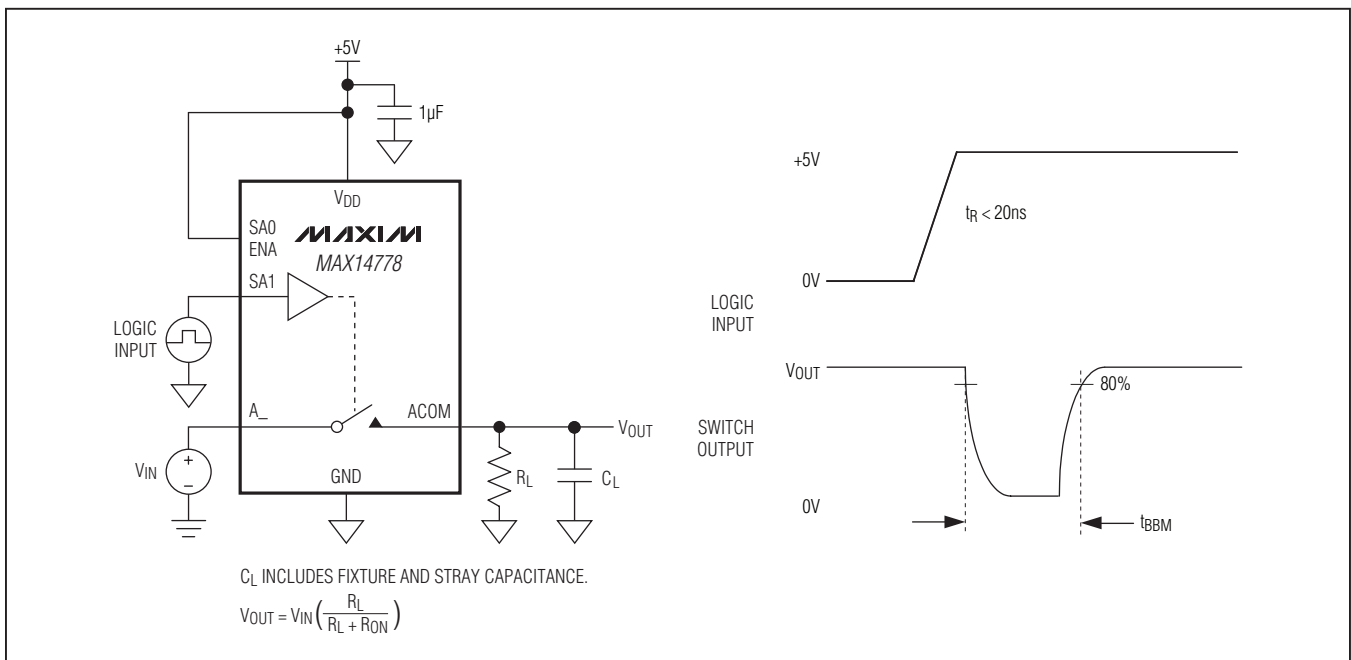 +5V
1µF
VDD
SA0
ENA
MAXIM
MAX14778
SA1
LOGIC
INPUT
A_
ACOM
VOUT
VIN
+
−
GND
RL
CL
CL INCLUDES FIXTURE AND STRAY CAPACITANCE.
VOUT = VIN(RL / RL + RON)
+5V
tR < 20ns
0V
LOGIC
INPUT
VOUT
80%
SWITCH
OUTPUT
0V
tBBM